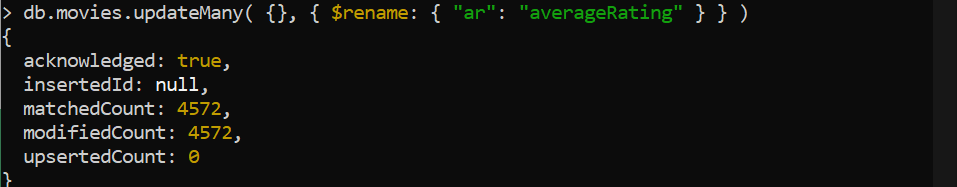 > db.movies.updateMany( {}, { $rename: { "ar": "averageRating" } } )
{
  acknowledged: true,
  insertedId: null,
  matchedCount: 4572,
  modifiedCount: 4572,
  upsertedCount: 0
}